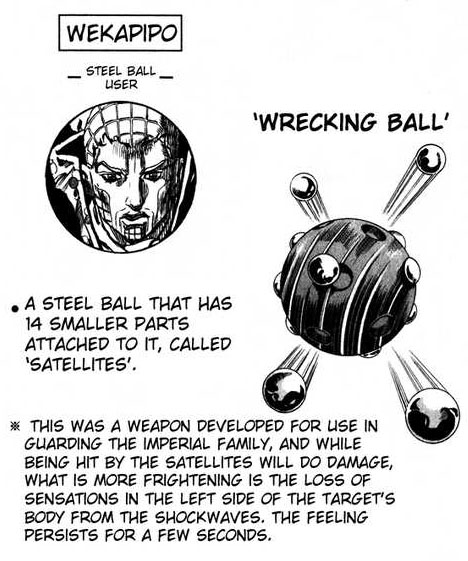 WEKAPIPO
— STEEL BALL —
USER
'WRECKING BALL'
• A STEEL BALL THAT HAS
14 SMALLER PARTS
ATTACHED TO IT, CALLED
'SATELLITES'.
※ THIS WAS A WEAPON DEVELOPED FOR USE IN
GUARDING THE IMPERIAL FAMILY, AND WHILE
BEING HIT BY THE SATELLITES WILL DO DAMAGE,
WHAT IS MORE FRIGHTENING IS THE LOSS OF
SENSATIONS IN THE LEFT SIDE OF THE TARGET'S
BODY FROM THE SHOCKWAVES. THE FEELING
PERSISTS FOR A FEW SECONDS.